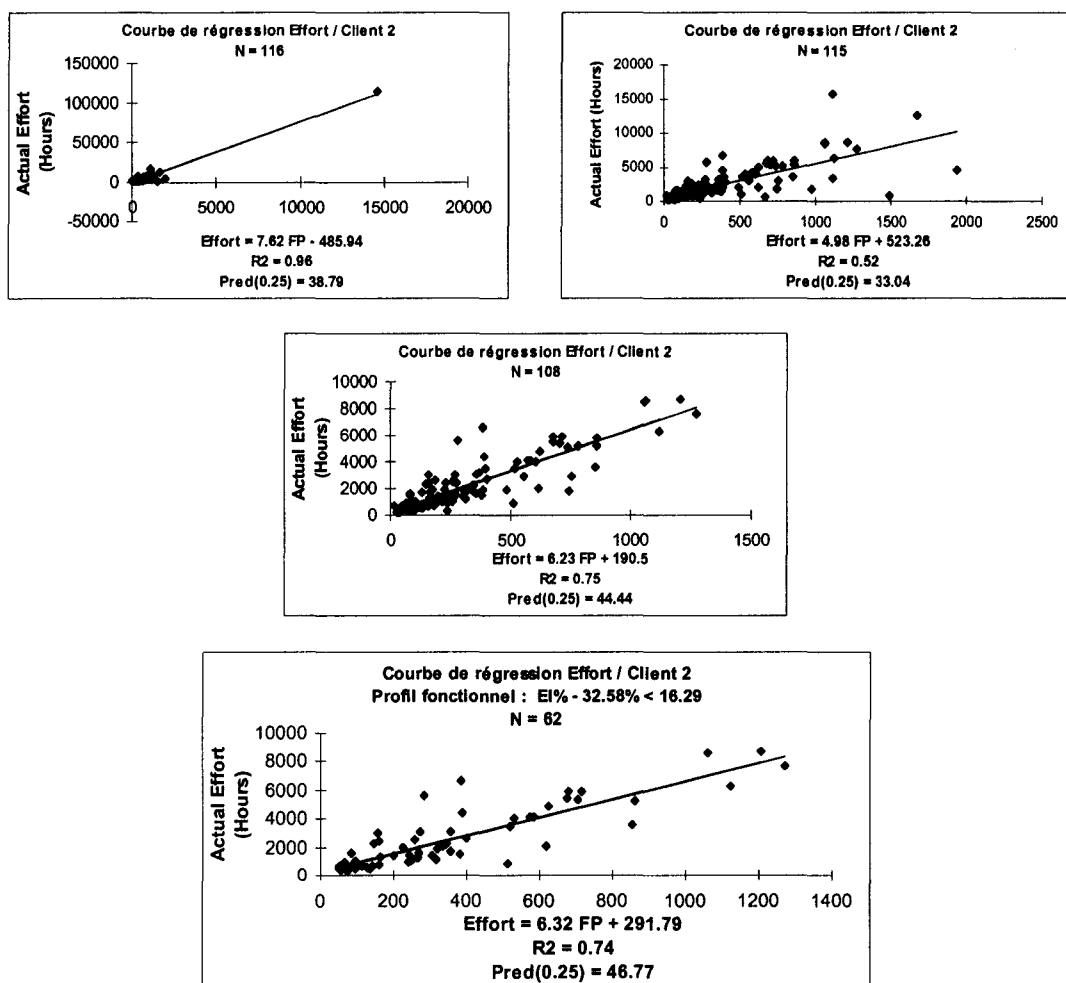 Courbe de régression Effort / Client 2
N = 116
Actual Effort
(Hours)
150000
100000
50000
0
-50000
0
5000
10000
15000
20000
Effort = 7.62 FP - 485.94
R2 = 0.96
Pred(0.25) = 38.79
Courbe de régression Effort / Client 2
N = 115
Actual Effort (Hours)
20000
15000
10000
5000
0
0
500
1000
1500
2000
2500
Effort = 4.98 FP + 523.26
R2 = 0.52
Pred(0.25) = 33.04
Courbe de régression Effort / Client 2
N = 108
Actual Effort
(Hours)
10000
8000
6000
4000
2000
0
0
500
1000
1500
Effort = 6.23 FP + 190.5
R2 = 0.75
Pred(0.25) = 44.44
Courbe de régression Effort / Client 2
Profil fonctionnel : EI% - 32.58% < 16.29
N = 62
Actual Effort
(Hours)
10000
8000
6000
4000
2000
0
0
200
400
600
800
1000
1200
1400
Effort = 6.32 FP + 291.79
R2 = 0.74
Pred(0.25) = 46.77